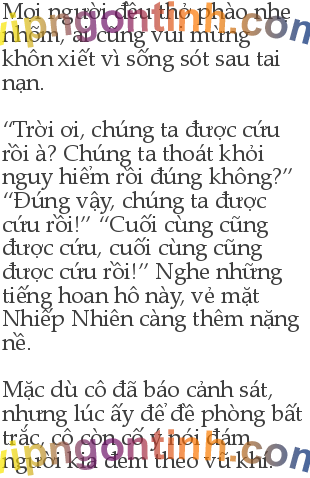 Mọi người đều thở phào nhẹ
nhõm, ai cũng vui mừng
khôn xiết vì sống sót sau tai
nạn.
“Trời ơi, chúng ta được cứu
rồi à? Chúng ta thoát khỏi
nguy hiểm rồi đúng không?”
“Đúng vậy, chúng ta được
cứu rồi!” “Cuối cùng cũng
được cứu, cuối cùng cũng
được cứu rồi!” Nghe những
tiếng hoan hô này, vẻ mặt
Nhiếp Nhiên càng thêm nặng
nề.
Mặc dù cô đã báo cảnh sát,
nhưng lúc ấy để đề phòng bất
trắc, cô còn cố ý nói đám
người kia đem theo vũ khí.
vipngontinh.com
vipngontinh.com